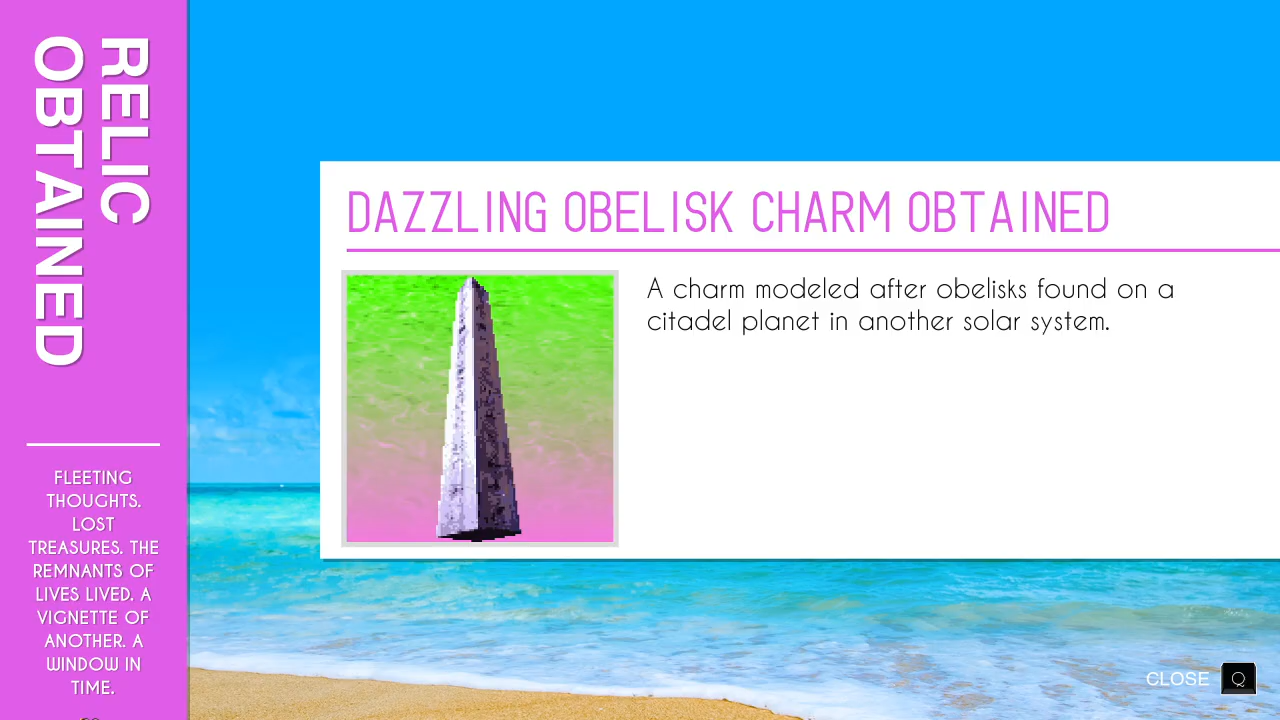 RELIC
OBTAINED
FLEETING
THOUGHTS.
LOST
TREASURES. THE
REMNANTS OF
LIVES LIVED. A
VIGNETTE OF
ANOTHER. A
WINDOW IN
TIME.
DAZZLING OBELISK CHARM OBTAINED
A charm modeled after obelisks found on a
citadel planet in another solar system.
CLOSE Q